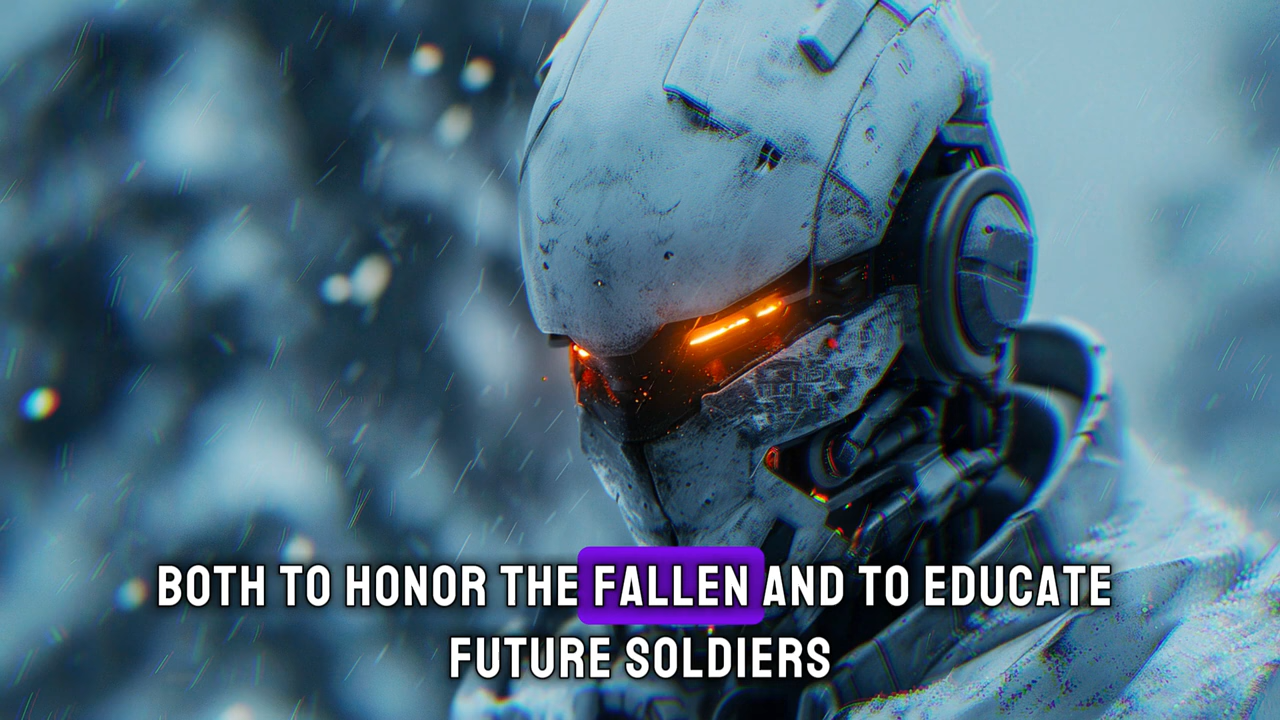 BOTH TO HONOR THE FALLEN AND TO EDUCATE
FUTURE SOLDIERS